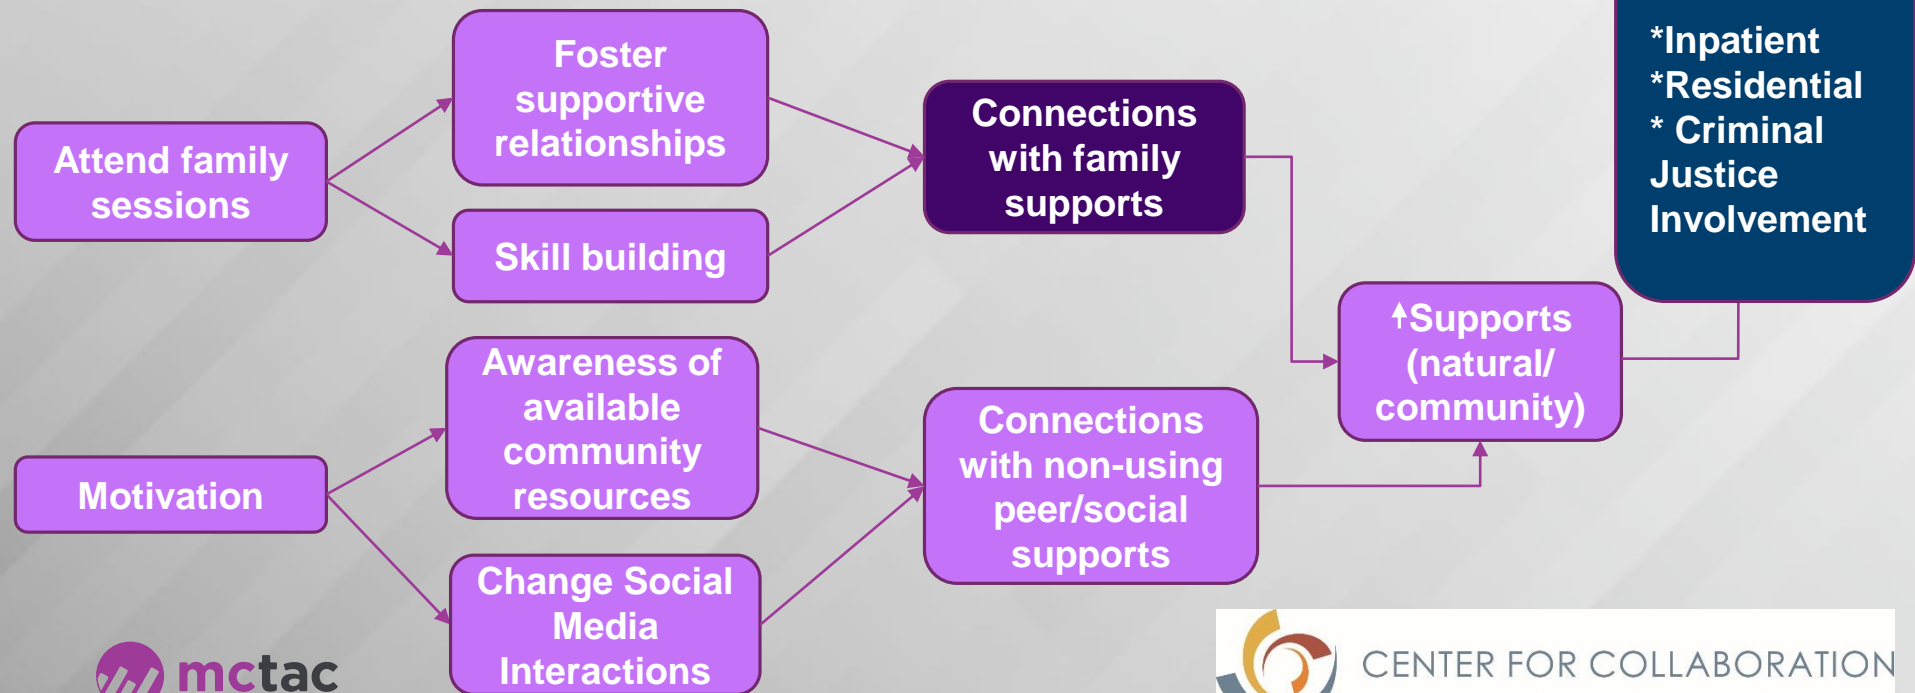 Attend family
sessions
Foster
supportive
relationships
Skill building
Connections
with family
supports
*Inpatient
*Residential
* Criminal
Justice
Involvement
Motivation
Awareness of
available
community
resources
Change Social
Media
Interactions
Connections
with non-using
peer/social
supports
↑Supports
(natural/
community)
mctac
CENTER FOR COLLABORATION